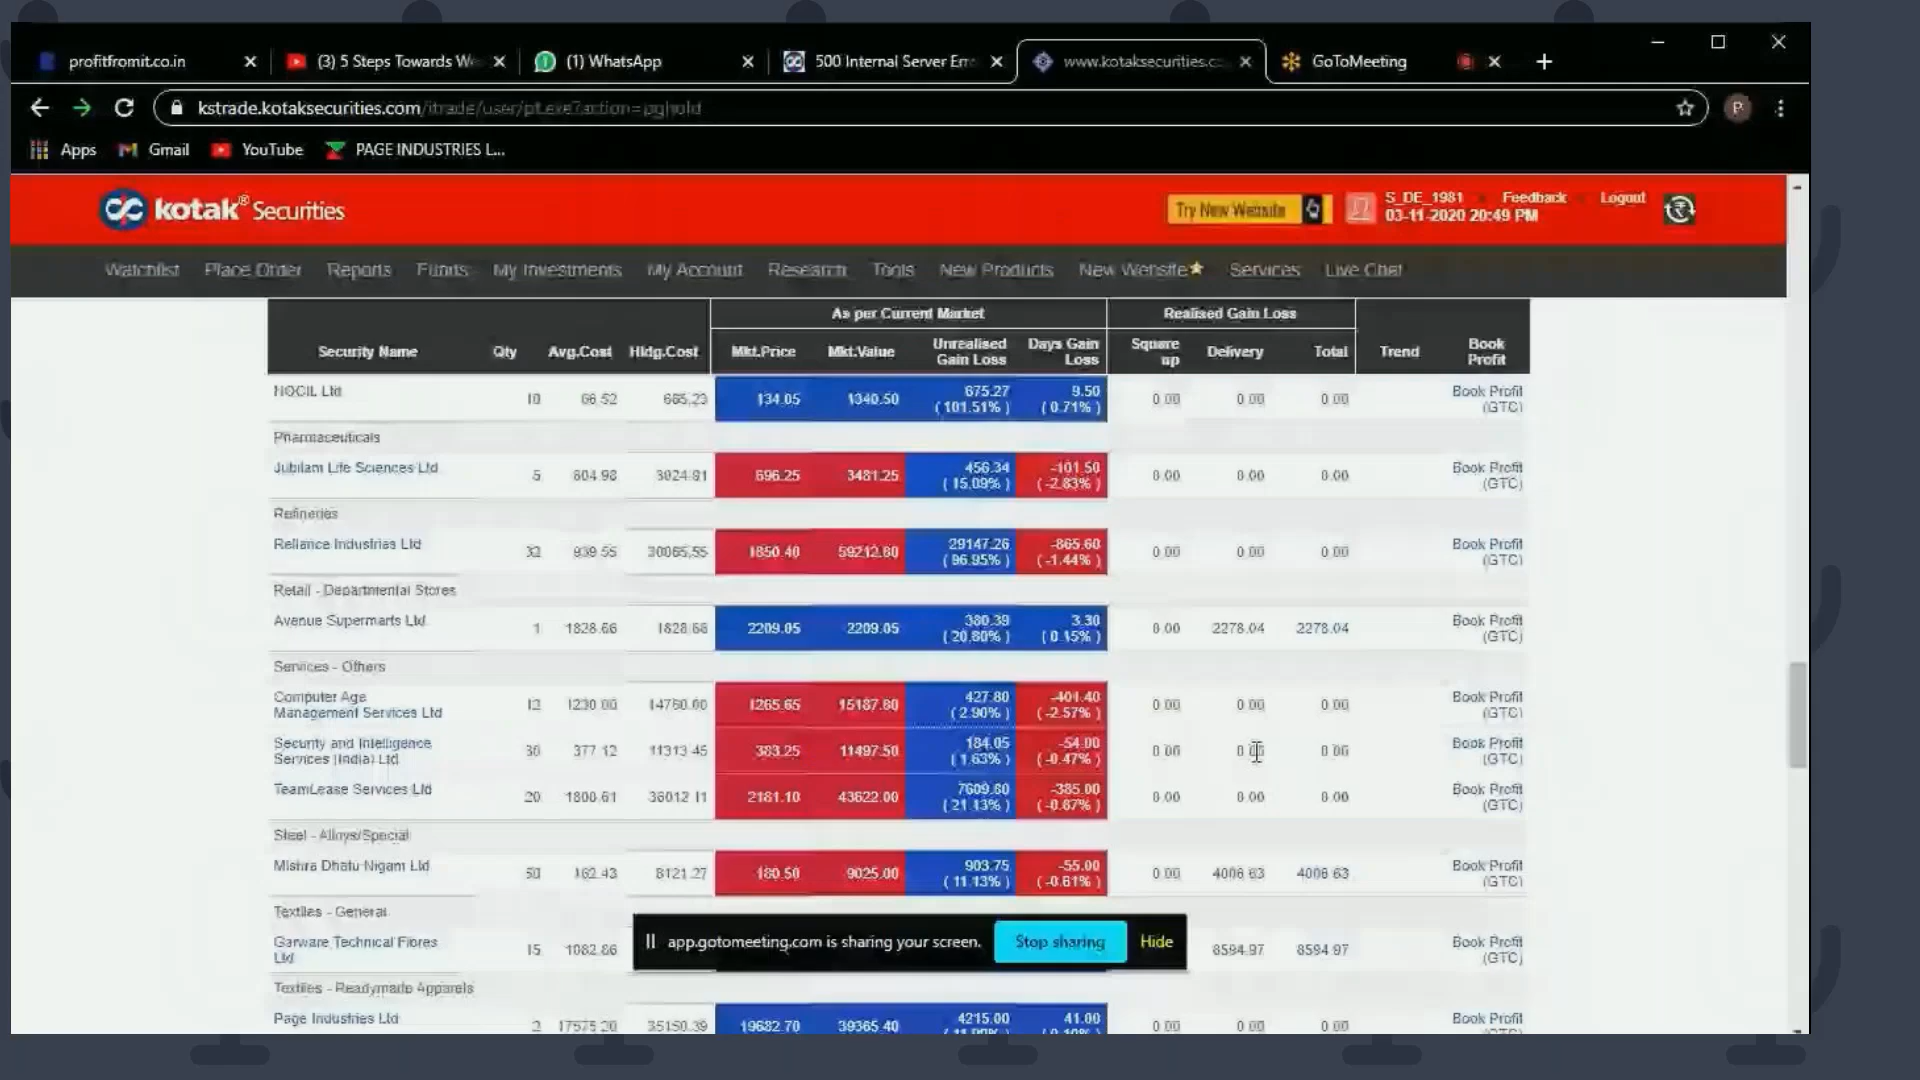 profitfromit.co.in
(3) 5 Steps Towards We
(1) WhatsApp
500 Internal Server Erro
www.kotaksecurities.c
GoToMeeting
kstrade.kotaksecurities.com/itrade/user/pt.exe?action=pghold
P
Apps
Gmail
YouTube
PAGE INDUSTRIES L...
kotak® Securities
Try New Website
S_DE_1981 Feedback Logout
03-11-2020 20:49 PM
Watchlist Place Order Reports Funds My Investments My Account Research Tools New Products New Website Services Live Chat
As per Current Market Realised Gain Loss
Security Name Qty Avg.Cost Hldg.Cost Mkt.Price Mkt.Value Unrealised Gain Loss Days Gain Loss Square up Delivery Total Trend Book Profit
NOCIL Ltd 10 66.52 665.23 134.05 1340.50 675.27 (101.51%) 9.50 (0.71%) 0.00 0.00 0.00 Book Profit (GTC)
Pharmaceuticals
Jubilant Life Sciences Ltd 5 604.98 3024.91 696.25 3481.25 456.34 (15.09%) -101.50 (-2.83%) 0.00 0.00 0.00 Book Profit (GTC)
Refineries
Reliance Industries Ltd 32 939.55 30065.55 1850.40 59212.80 29147.26 (96.95%) -865.60 (-1.44%) 0.00 0.00 0.00 Book Profit (GTC)
Retail - Departmental Stores
Avenue Supermarts Ltd 1 1828.66 1828.66 2209.05 2209.05 380.39 (20.80%) 3.30 (0.15%) 0.00 2278.04 2278.04 Book Profit (GTC)
Services - Others
Computer Age Management Services Ltd 12 1230.00 14760.00 1265.65 15187.80 427.80 (2.90%) -401.40 (-2.57%) 0.00 0.00 0.00 Book Profit (GTC)
Security and Intelligence Services (India) Ltd 30 377.12 11313.45 383.25 11497.50 184.05 (1.63%) -54.00 (-0.47%) 0.00 0.00 0.00 Book Profit (GTC)
TeamLease Services Ltd 20 1800.61 36012.11 2181.10 43622.00 7609.80 (21.13%) -385.00 (-0.87%) 0.00 0.00 0.00 Book Profit (GTC)
Steel - Alloys/Special
Mishra Dhatu Nigam Ltd 50 162.43 8121.27 180.50 9025.00 903.75 (11.13%) -55.00 (-0.61%) 0.00 4006.63 4006.63 Book Profit (GTC)
Textiles - General
Garware Technical Fibres Ltd 15 1082.86 8594.97 8594.97 Book Profit (GTC)
app.gotomeeting.com is sharing your screen. Stop sharing Hide
Textiles - Readymade Apparels
Page Industries Ltd 2 17575.20 35150.39 19682.70 39365.40 4215.00 41.00 0.00 0.00 0.00 Book Profit